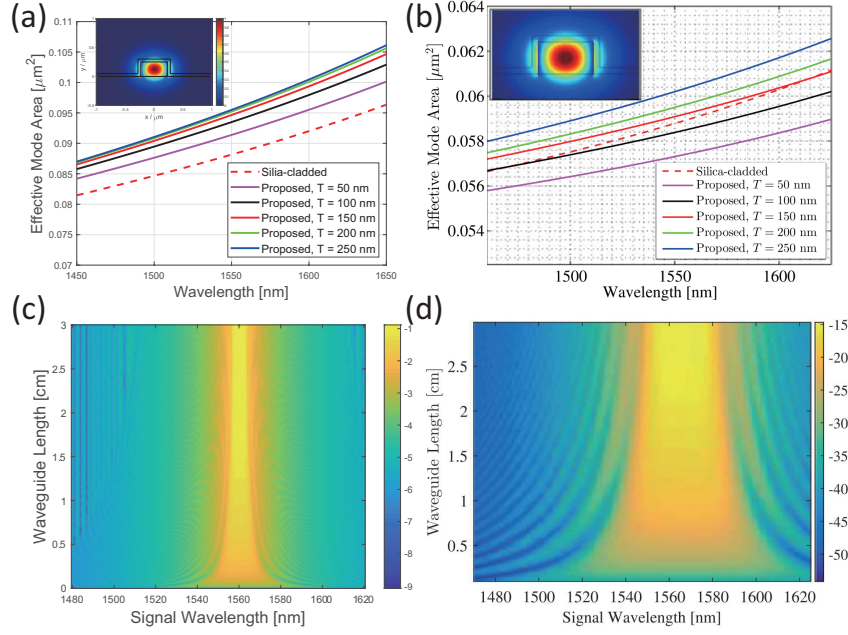 (a)
Effective Mode Area [μm²]
0.11
0.105
0.1
0.095
0.09
0.085
0.08
0.075
0.07
1450
1500
1550
1600
1650
Wavelength [nm]
y / μm
x / μm
Silia-cladded
Proposed, T = 50 nm
Proposed, T = 100 nm
Proposed, T = 150 nm
Proposed, T = 200 nm
Proposed, T = 250 nm
(b)
Effective Mode Area [μm²]
0.064
0.062
0.06
0.058
0.056
0.054
1500
1550
1600
Wavelength [nm]
Silica-cladded
Proposed, T = 50 nm
Proposed, T = 100 nm
Proposed, T = 150 nm
Proposed, T = 200 nm
Proposed, T = 250 nm
(c)
Waveguide Length [cm]
3
2.5
2
1.5
1
0.5
0
1480
1500
1520
1540
1560
1580
1600
1620
Signal Wavelength [nm]
-1
-2
-3
-4
-5
-6
-7
-8
-9
(d)
Waveguide Length [cm]
2.5
2
1.5
1
0.5
1480
1500
1520
1540
1560
1580
1600
1620
Signal Wavelength [nm]
-15
-20
-25
-30
-35
-40
-45
-50